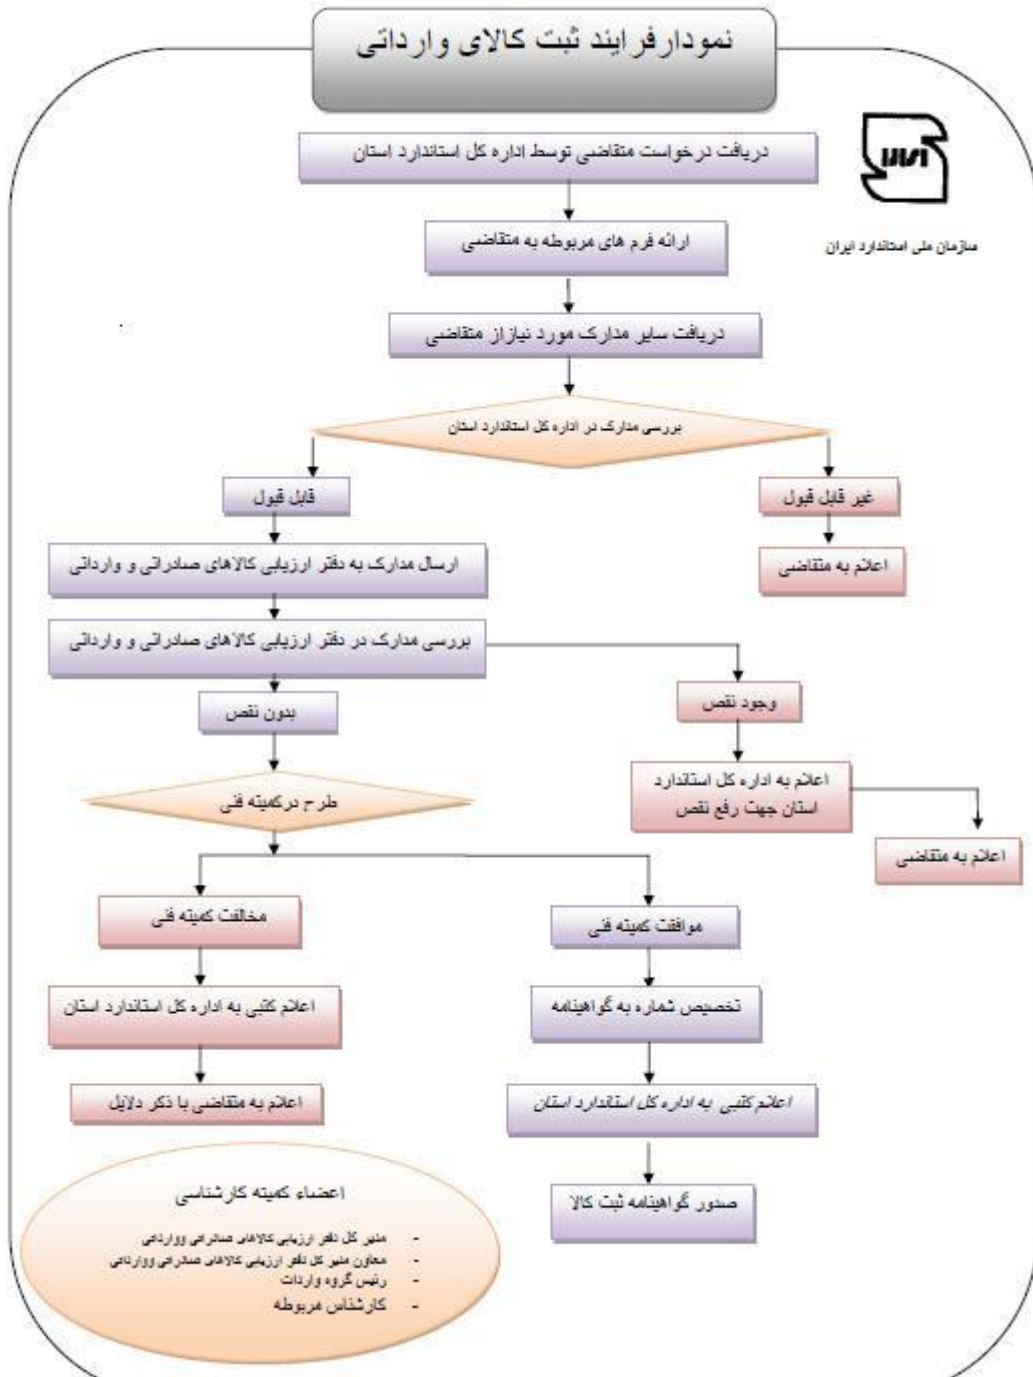 نمودار فرایند ثبت کالای وارداتی
دریافت درخواست متقاضی توسط اداره کل استاندارد استان
سازمان ملی استاندارد ایران
ارائه فرم های مربوطه به متقاضی
دریافت سایر مدارک مورد نیاز از متقاضی
بررسی مدارک در اداره کل استاندارد استان
غیر قابل قبول
قابل قبول
اعلام به متقاضی
ارسال مدارک به دفتر ارزیابی کالاهای صادراتی و وارداتی
بررسی مدارک در دفتر ارزیابی کالاهای صادراتی و وارداتی
وجود نقص
بدون نقص
اعلام به اداره کل استاندارد
استان جهت رفع نقص
طرح درکمیته فنی
اعلام به متقاضی
موافقت کمیته فنی
مخالفت کمیته فنی
تخصیص شماره به گواهینامه
اعلام کتبی به اداره کل استاندارد استان
اعلام کتبی به اداره کل استاندارد استان
اعلام به متقاضی با ذکر دلایل
صدور گواهینامه ثبت کالا
اعضاء کمیته کارشناسی
- مدیر کل دفتر ارزیابی کالاهای صادراتی ووارداتی
- معاون مدیر کل دفتر ارزیابی کالاهای صادراتی ووارداتی
- رئیس گروه واردات
- کارشناس مربوطه